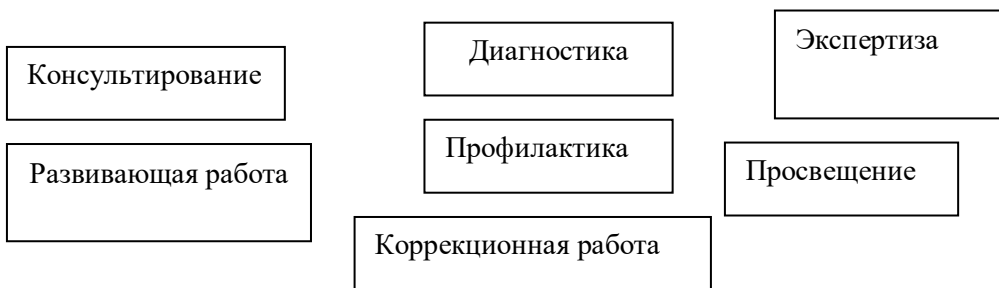 Консультирование
Диагностика
Экспертиза
Развивающая работа
Профилактика
Просвещение
Коррекционная работа